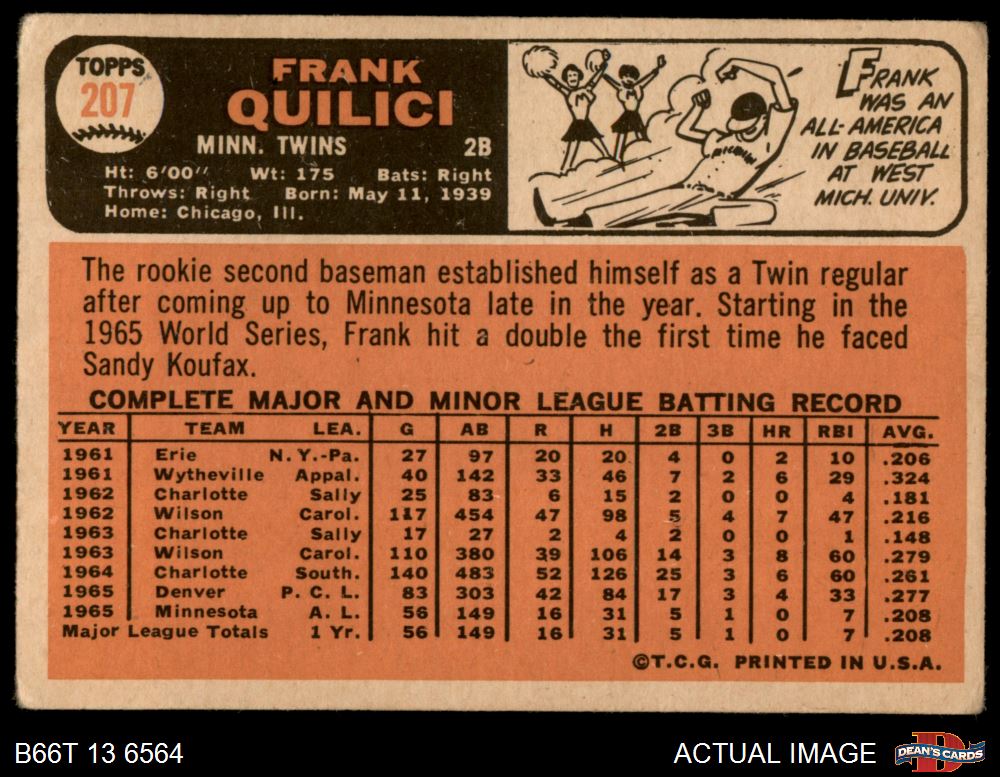 TOPPS
207
FRANK
QUILICI
MINN. TWINS 2B
Ht: 6'00" Wt: 175 Bats: Right
Throws: Right Born: May 11, 1939
Home: Chicago, Ill.
FRANK
WAS AN
ALL-AMERICA
IN BASEBALL
AT WEST
MICH. UNIV.
The rookie second baseman established himself as a Twin regular
after coming up to Minnesota late in the year. Starting in the
1965 World Series, Frank hit a double the first time he faced
Sandy Koufax.
COMPLETE MAJOR AND MINOR LEAGUE BATTING RECORD
YEAR TEAM LEA. G AB R H 2B 3B HR RBI AVG.
1961 Erie N.Y.-Pa. 27 97 20 20 4 0 2 10 .206
1961 Wytheville Appal. 40 142 33 46 7 2 6 29 .324
1962 Charlotte Sally 25 83 6 15 2 0 0 4 .181
1962 Wilson Carol. 117 454 47 98 5 4 7 47 .216
1963 Charlotte Sally 17 27 2 4 2 0 0 1 .148
1963 Wilson Carol. 110 380 39 106 14 3 8 60 .279
1964 Charlotte South. 140 483 52 126 25 3 6 60 .261
1965 Denver P.C.L. 83 303 42 84 17 3 4 33 .277
1965 Minnesota A.L. 56 149 16 31 5 1 0 7 .208
Major League Totals 1 Yr. 56 149 16 31 5 1 0 7 .208
©T.C.G. PRINTED IN U.S.A.
B66T 13 6564
ACTUAL IMAGE
DEAN'S CARDS